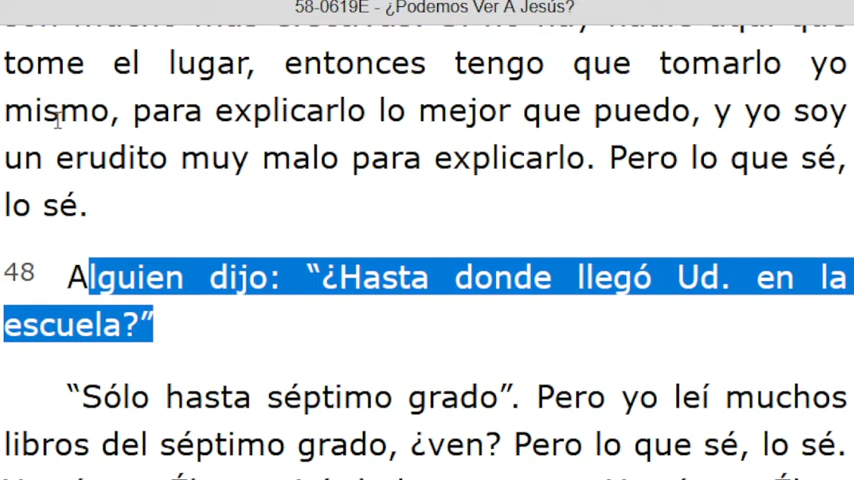 58-0619E - ¿Podemos Ver A Jesús?
tome el lugar, entonces tengo que tomarlo yo
mismo, para explicarlo lo mejor que puedo, y yo soy
un erudito muy malo para explicarlo. Pero lo que sé,
lo sé.
48 Alguien dijo: “¿Hasta donde llegó Ud. en la
escuela?”
“Sólo hasta séptimo grado”. Pero yo leí muchos
libros del séptimo grado, ¿ven? Pero lo que sé, lo sé.